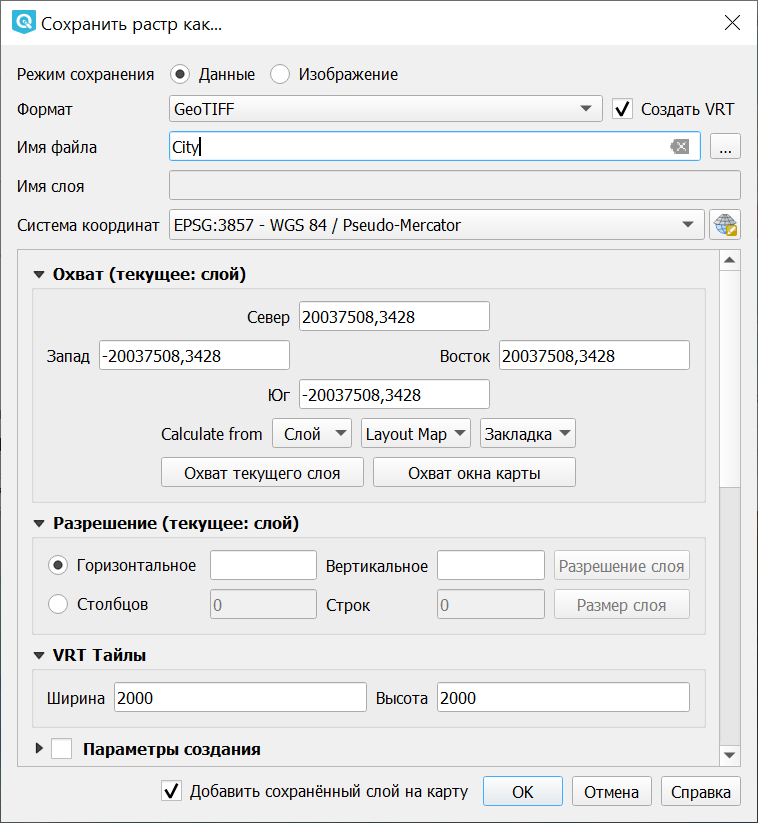 Сохранить растр как...
Режим сохранения Данные Изображение
Формат GeoTIFF Создать VRT
Имя файла City ...
Имя слоя
Система координат EPSG:3857 - WGS 84 / Pseudo-Mercator
Охват (текущее: слой)
Север 20037508,3428
Запад -20037508,3428 Восток 20037508,3428
Юг -20037508,3428
Calculate from Слой Layout Map Закладка
Охват текущего слоя Охват окна карты
Разрешение (текущее: слой)
Горизонтальное Вертикальное Разрешение слоя
Столбцов 0 Строк 0 Размер слоя
VRT Тайлы
Ширина 2000 Высота 2000
Параметры создания
Добавить сохранённый слой на карту OK Отмена Справка